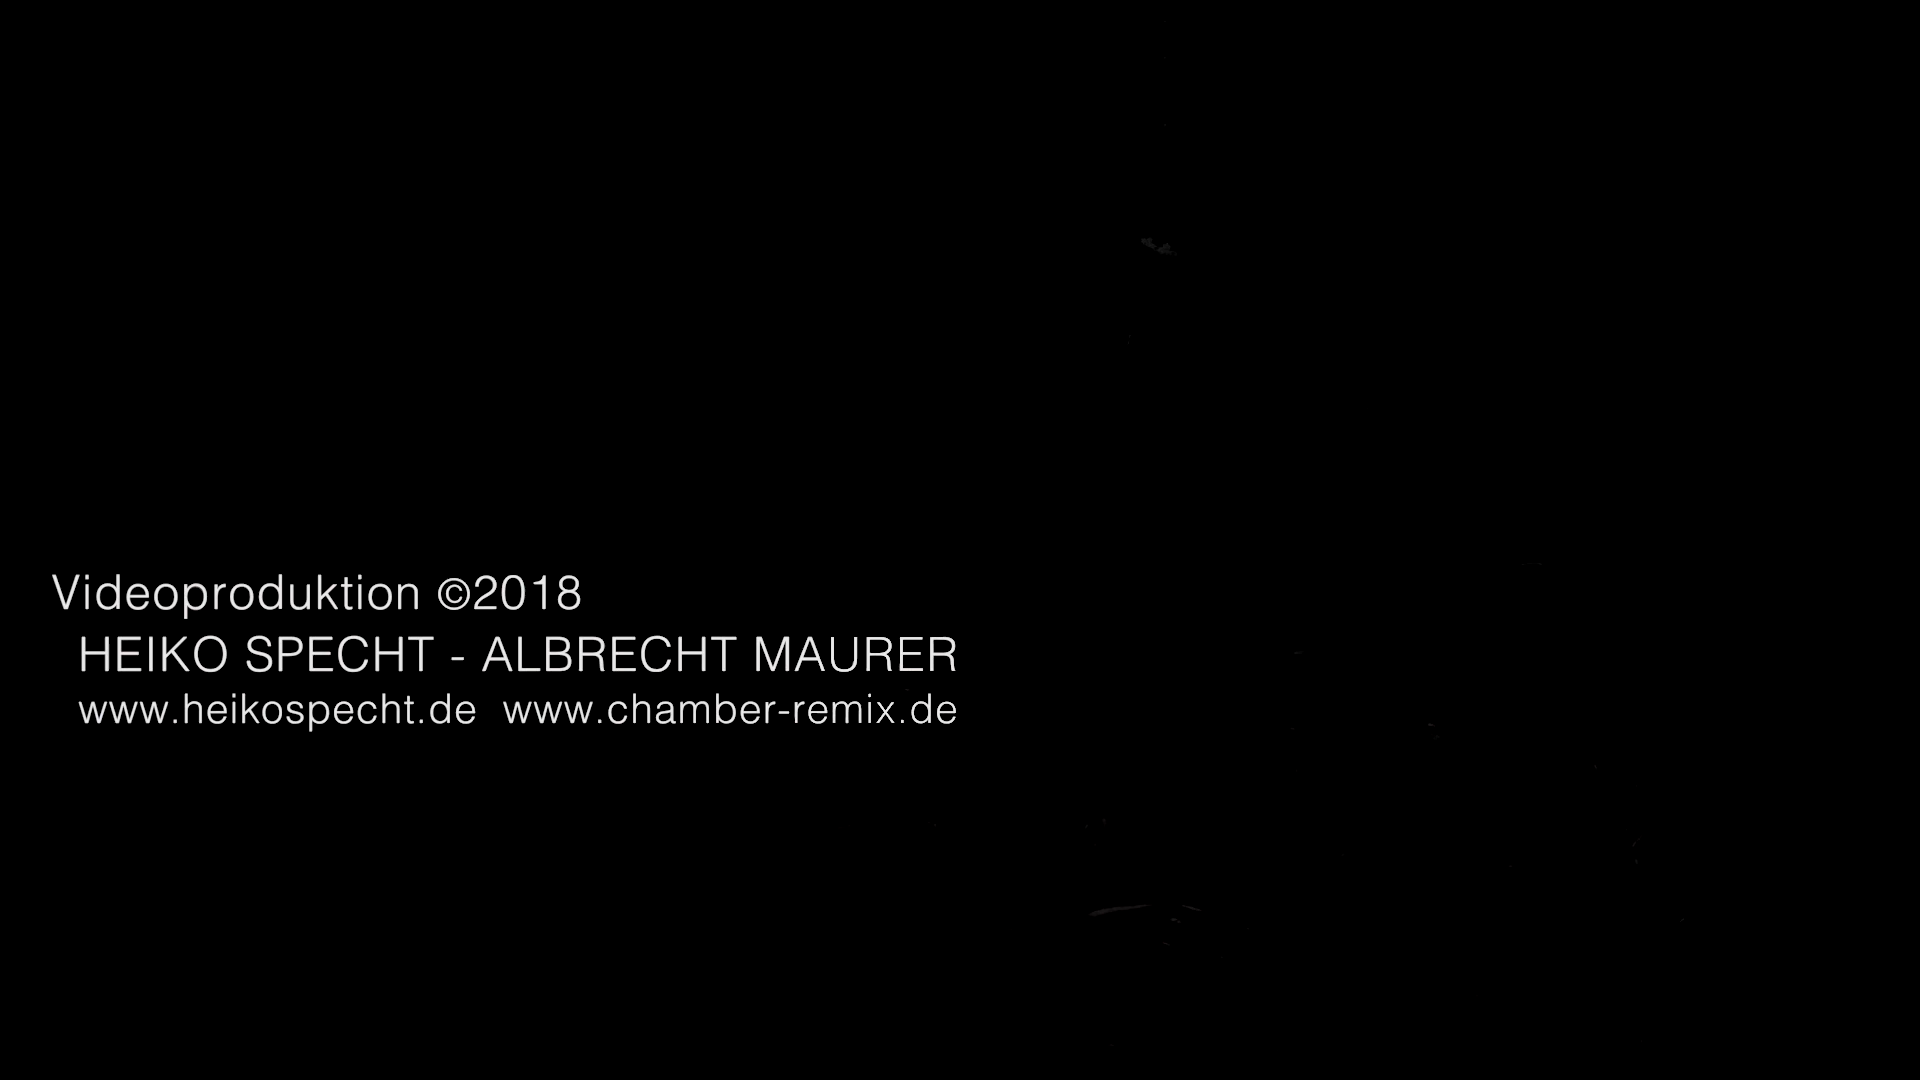 Videoproduktion ©2018
HEIKO SPECHT - ALBRECHT MAURER
www.heikospecht.de www.chamber-remix.de